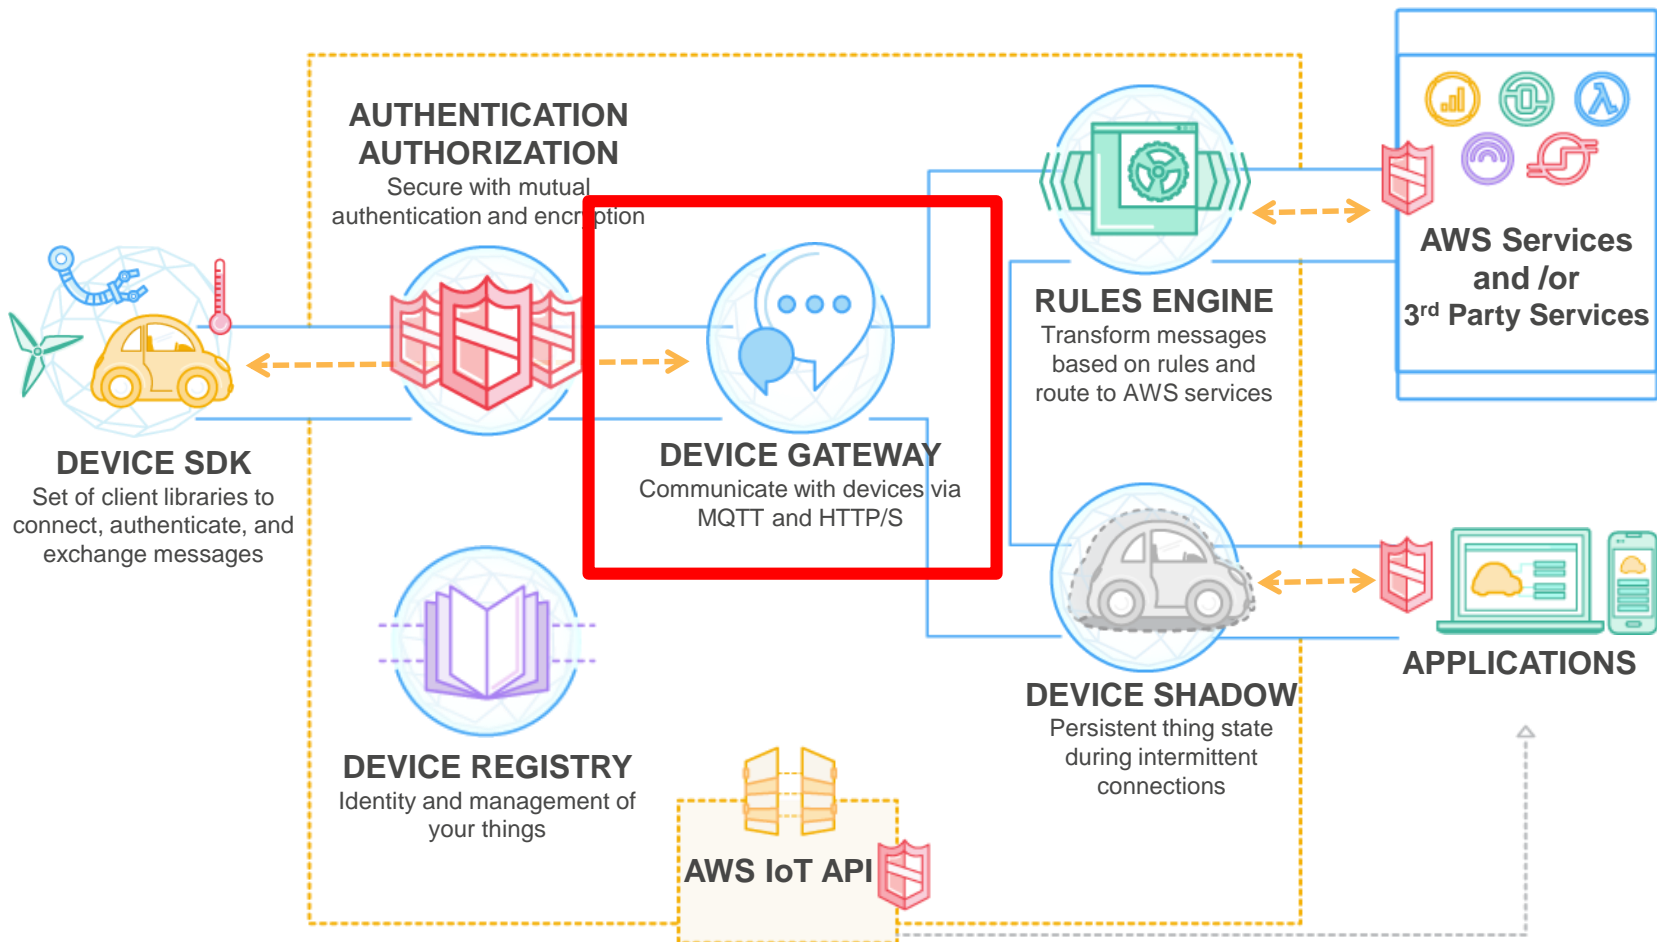 AUTHENTICATION
AUTHORIZATION
Secure with mutual
authentication and encryption
DEVICE SDK
Set of client libraries to
connect, authenticate, and
exchange messages
DEVICE GATEWAY
Communicate with devices via
MQTT and HTTP/S
RULES ENGINE
Transform messages
based on rules and
route to AWS services
AWS Services
and /or
3rd Party Services
DEVICE SHADOW
Persistent thing state
during intermittent
connections
APPLICATIONS
DEVICE REGISTRY
Identity and management of
your things
AWS IoT API